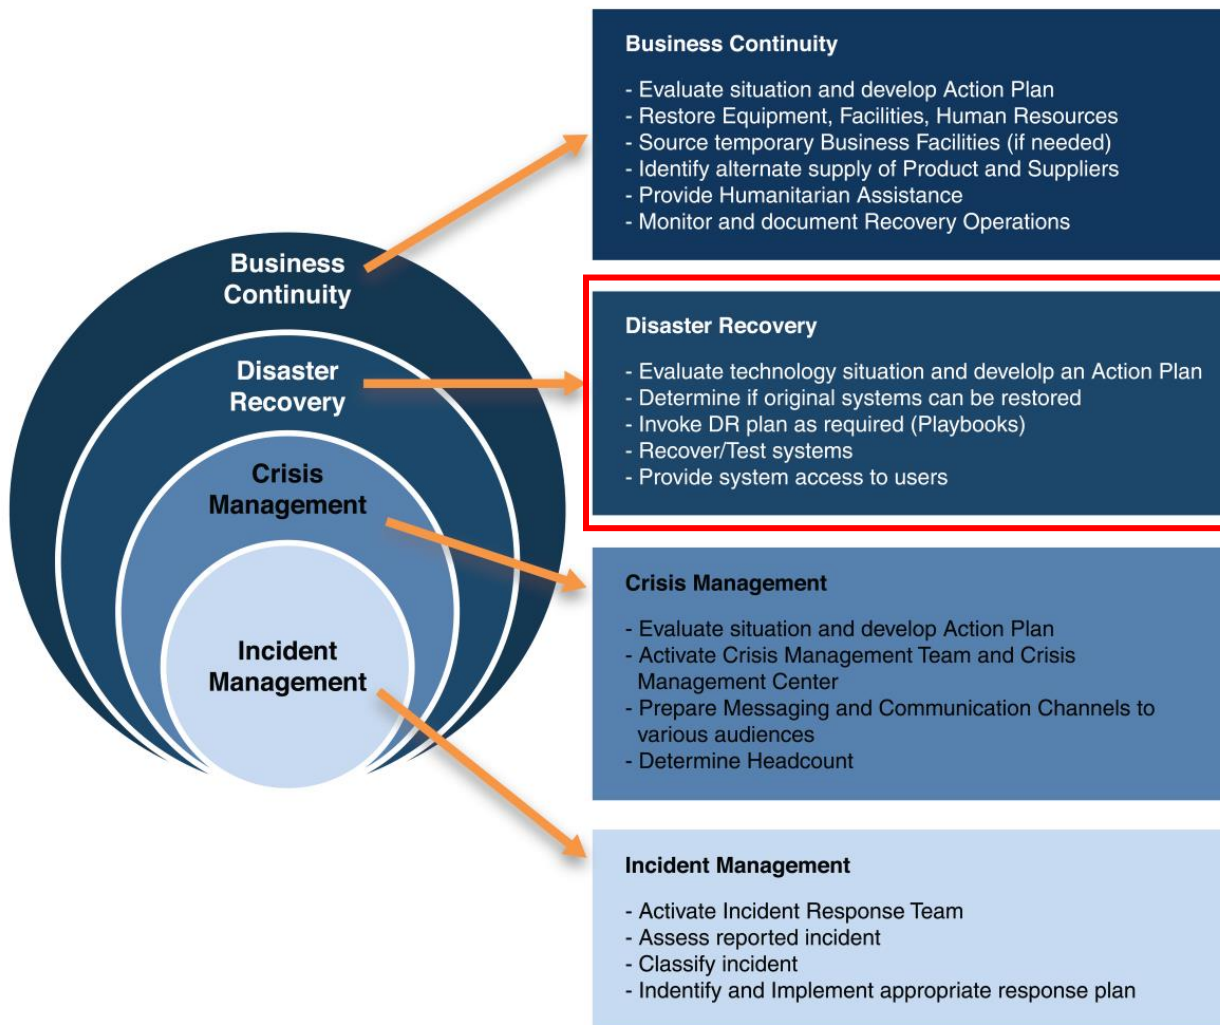 Business
Continuity
Disaster
Recovery
Crisis
Management
Incident
Management
Business Continuity
- Evaluate situation and develop Action Plan
- Restore Equipment, Facilities, Human Resources
- Source temporary Business Facilities (if needed)
- Identify alternate supply of Product and Suppliers
- Provide Humanitarian Assistance
- Monitor and document Recovery Operations
Disaster Recovery
- Evaluate technology situation and develolp an Action Plan
- Determine if original systems can be restored
- Invoke DR plan as required (Playbooks)
- Recover/Test systems
- Provide system access to users
Crisis Management
- Evaluate situation and develop Action Plan
- Activate Crisis Management Team and Crisis
Management Center
- Prepare Messaging and Communication Channels to
various audiences
- Determine Headcount
Incident Management
- Activate Incident Response Team
- Assess reported incident
- Classify incident
- Indentify and Implement appropriate response plan